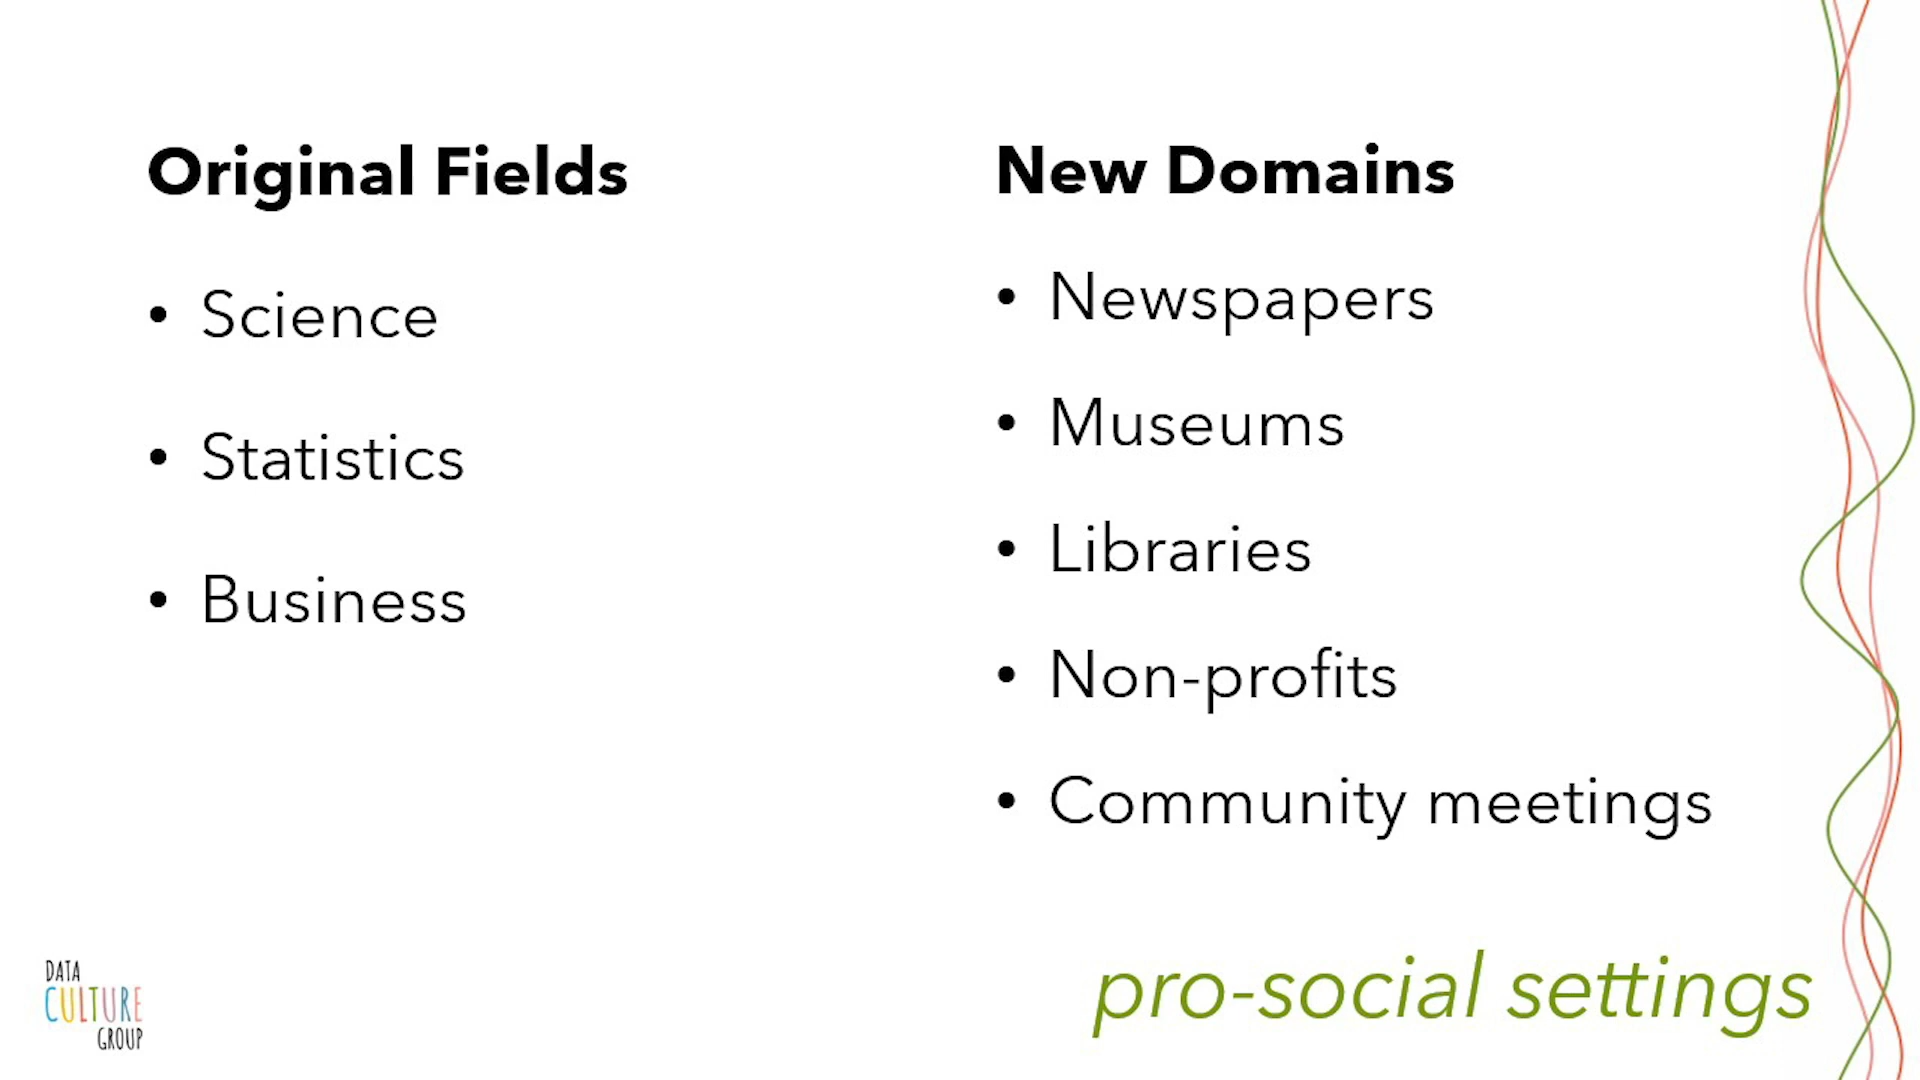 Original Fields
• Science
• Statistics
• Business
New Domains
• Newspapers
• Museums
• Libraries
• Non-profits
• Community meetings
pro-social settings
DATA
CULTURE
GROUP